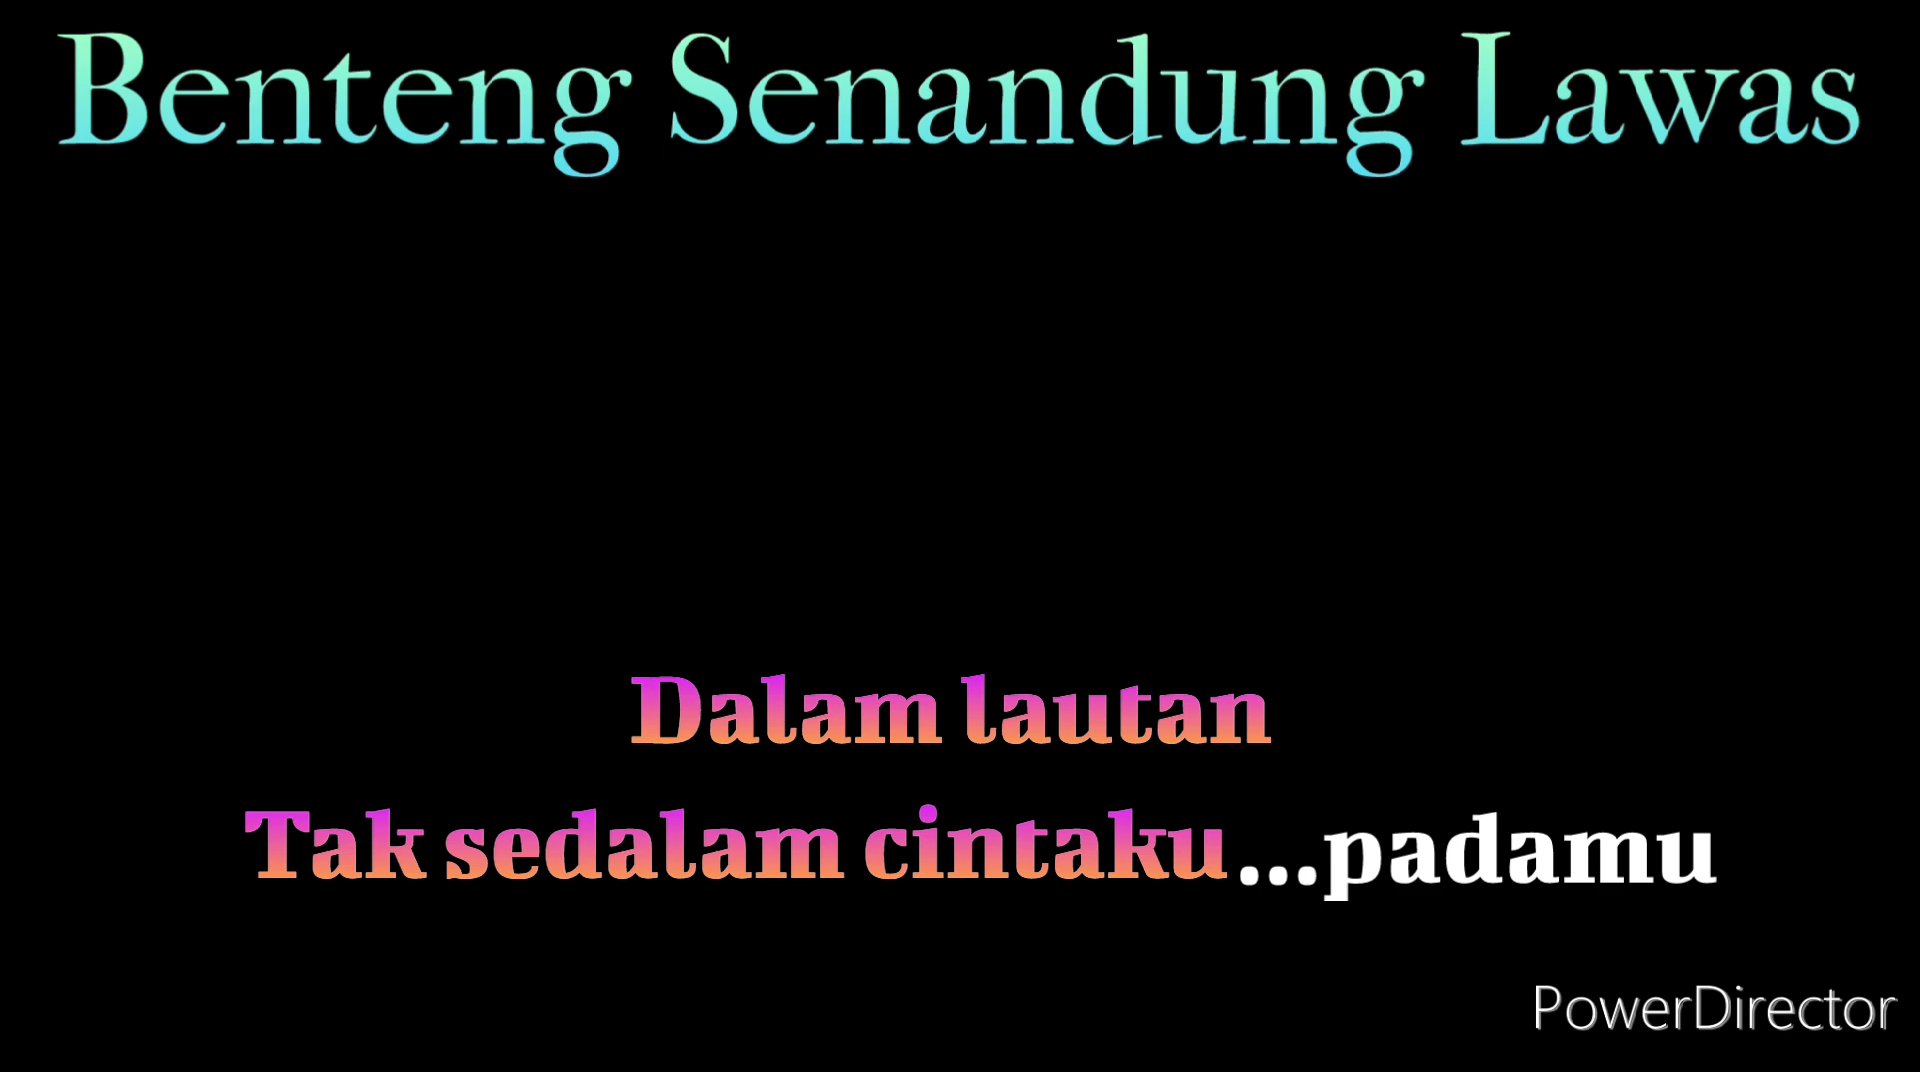 Benteng Senandung Lawas
Dalam lautan
Tak sedalam cintaku...padamu
PowerDirector